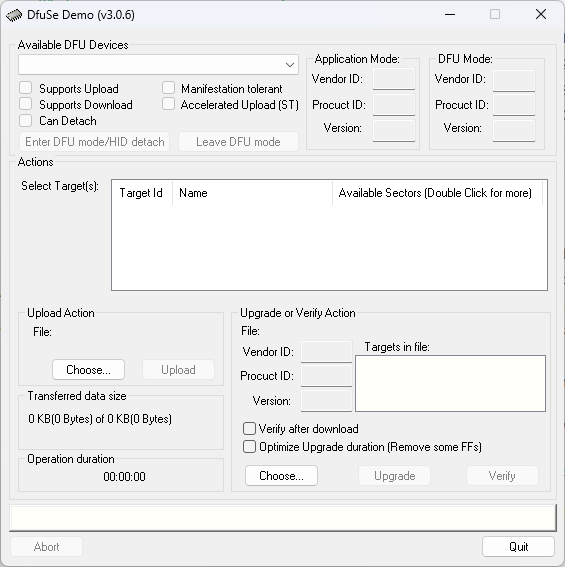 DfuSe Demo (v3.0.6)
Available DFU Devices
Supports Upload
Manifestation tolerant
Supports Download
Accelerated Upload (ST)
Can Detach
Enter DFU mode/HID detach
Leave DFU mode
Application Mode:
Vendor ID:
Procuct ID:
Version:
DFU Mode:
Vendor ID:
Procuct ID:
Version:
Actions
Select Target(s):
Target Id
Name
Available Sectors (Double Click for more)
Upload Action
File:
Choose...
Upload
Transferred data size
0 KB(0 Bytes) of 0 KB(0 Bytes)
Operation duration
00:00:00
Upgrade or Verify Action
File:
Vendor ID:
Procuct ID:
Version:
Targets in file:
Verify after download
Optimize Upgrade duration (Remove some FFs)
Choose...
Upgrade
Verify
Abort
Quit